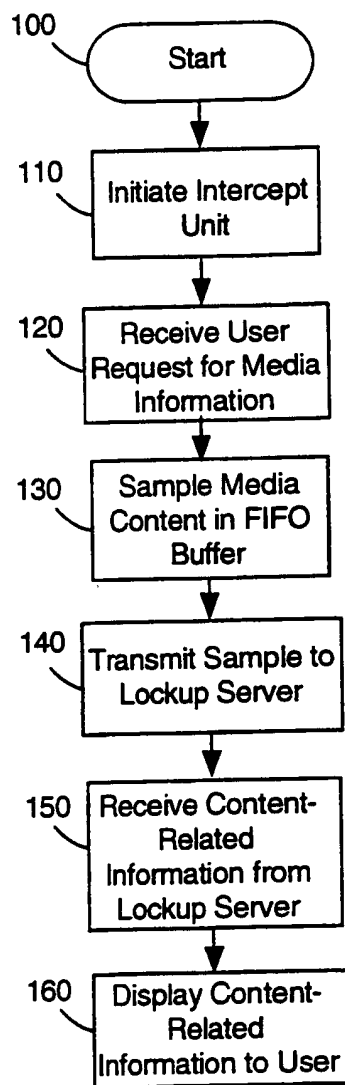 100
Start
110
Initiate Intercept
Unit
120
Receive User
Request for Media
Information
130
Sample Media
Content in FIFO
Buffer
140
Transmit Sample to
Lockup Server
150
Receive Content-
Related
Information from
Lockup Server
160
Display Content-
Related
Information to User